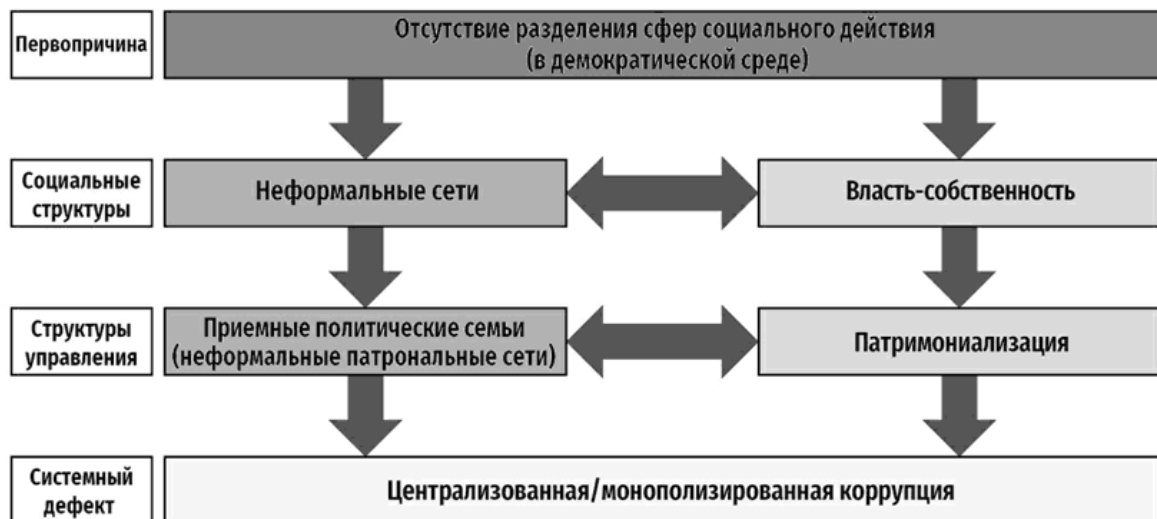 Первопричина
Отсутствие разделения сфер социального действия
(в демократической среде)
Социальные
структуры
Неформальные сети
Власть-собственность
Структуры
управления
Приемные политические семьи
(неформальные патрональные сети)
Патримониализация
Системный
дефект
Централизованная/монополизированная коррупция